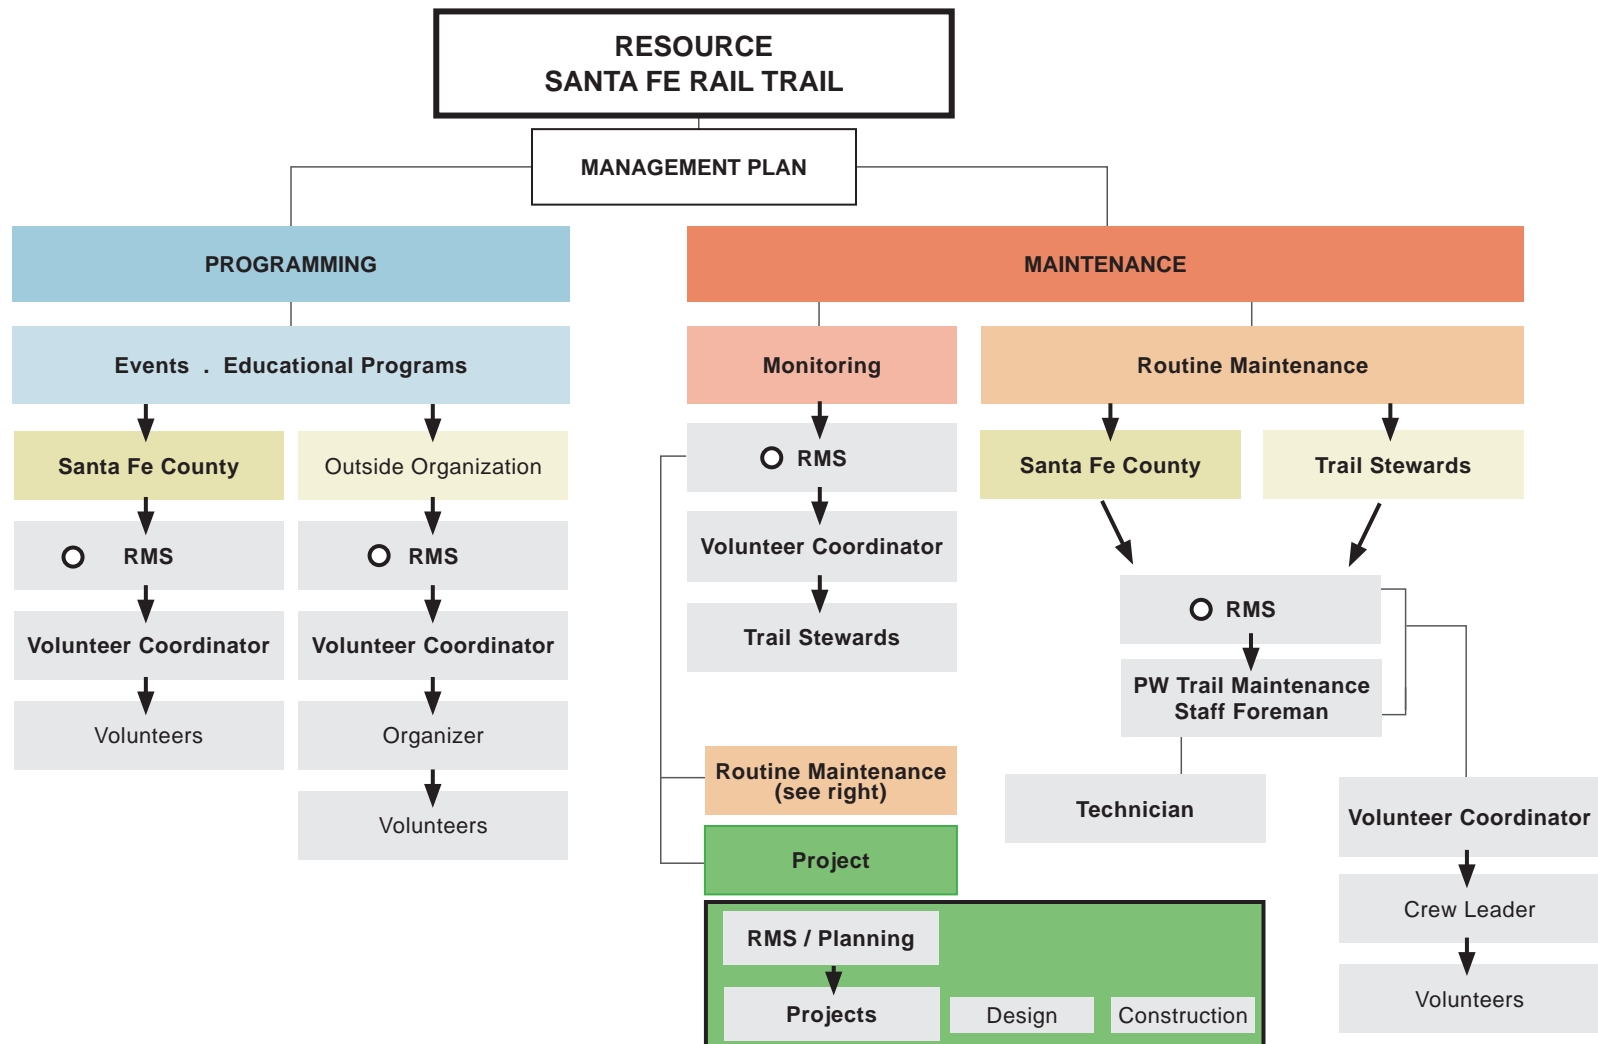 RESOURCE
SANTA FE RAIL TRAIL
MANAGEMENT PLAN
PROGRAMMING
MAINTENANCE
Events . Educational Programs
Monitoring
Routine Maintenance
Santa Fe County
Outside Organization
RMS
Santa Fe County
Trail Stewards
RMS
RMS
Volunteer Coordinator
RMS
Volunteer Coordinator
Volunteer Coordinator
Trail Stewards
PW Trail Maintenance
Staff Foreman
Volunteers
Organizer
Routine Maintenance
(see right)
Technician
Volunteer Coordinator
Volunteers
Project
Crew Leader
RMS / Planning
Projects
Design
Construction
Volunteers